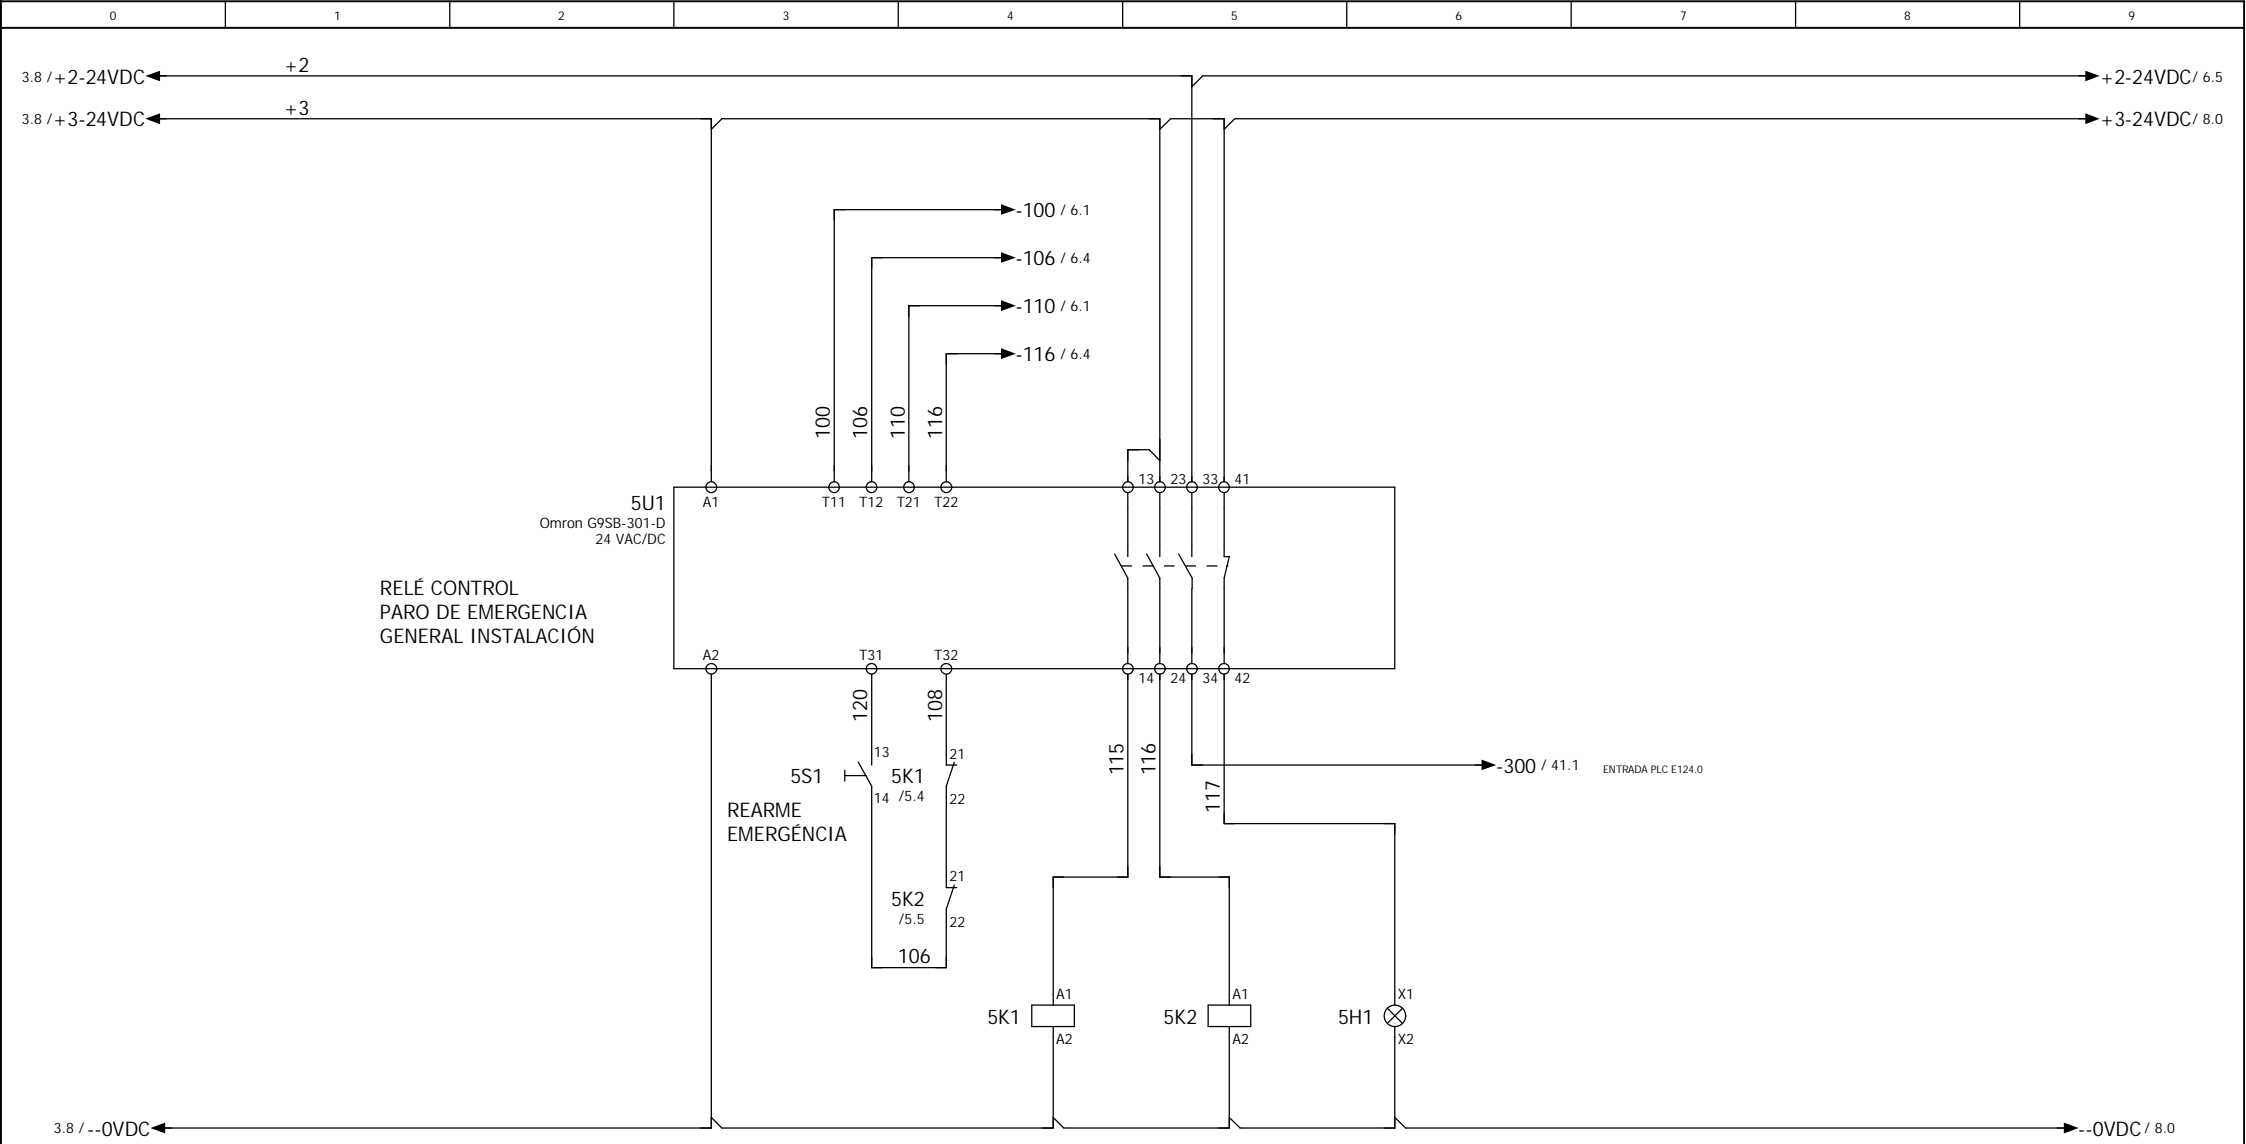 0 1 2 3 4 5 6 7 8 9
3.8 / +2-24VDC +2 +2-24VDC / 6.5
3.8 / +3-24VDC +3 +3-24VDC / 8.0
-100 / 6.1
-106 / 6.4
-110 / 6.1
-116 / 6.4
100 106 110 116
13 23 33 41
5U1 A1 T11 T12 T21 T22
Omron G9SB-301-D
24 VAC/DC
RELÉ CONTROL
PARO DE EMERGENCIA
GENERAL INSTALACIÓN
A2 T31 T32
14 24 34 42
120 108
115 116
13 21
5S1 5K1
14 /5.4 22
-300 / 41.1 ENTRADA PLC E124.0
117
REARME
EMERGÉNCIA
21
5K2
/5.5 22
106
A1 A1 X1
5K1 5K2 5H1
A2 A2 X2
3.8 / --0VDC --0VDC / 8.0